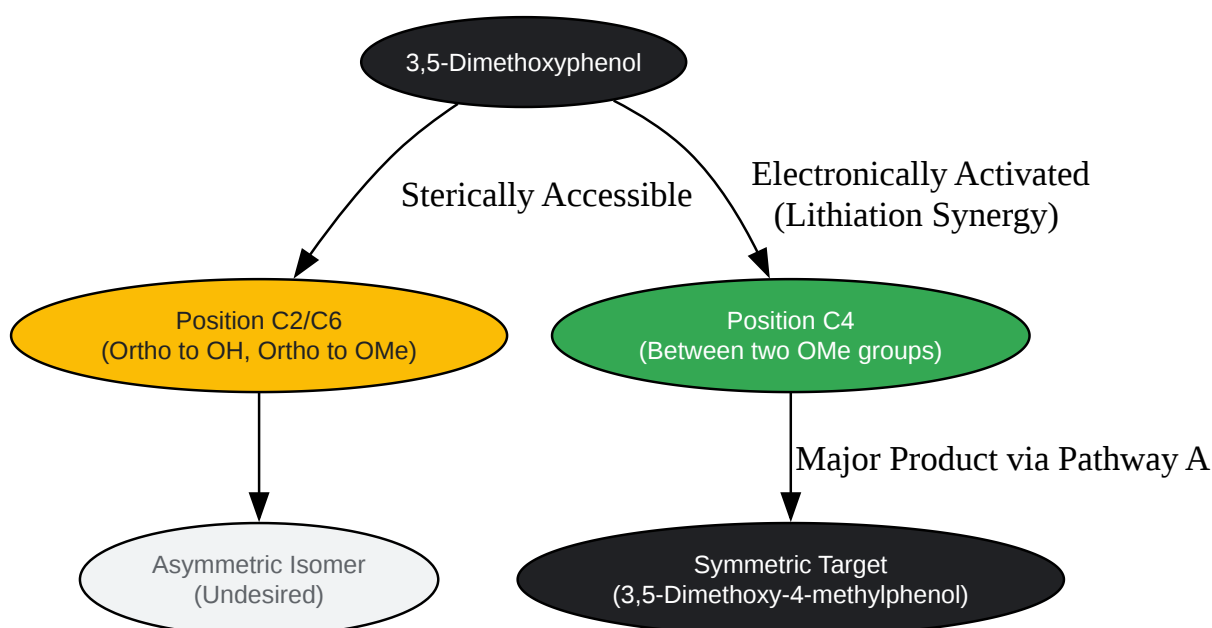 3,5-Dimethoxyphenol
Sterically Accessible
Electronically Activated
(Lithiation Synergy)
Position C2/C6
(Ortho to OH, Ortho to OMe)
Position C4
(Between two OMe groups)
Major Product via Pathway A
Asymmetric Isomer
(Undesired)
Symmetric Target
(3,5-Dimethoxy-4-methylphenol)